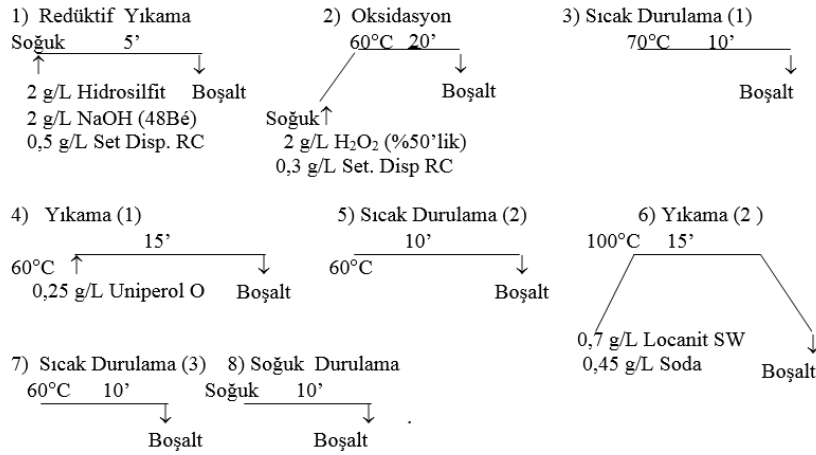 1) Redüktif Yıkama
Soğuk 5’
↑ ↓
2 g/L Hidrosilfit Boşalt
2 g/L NaOH (48Bé)
0,5 g/L Set Disp. RC
2) Oksidasyon
60°C 20’
↓
Boşalt
Soğuk↑
2 g/L H₂O₂ (%50’lik)
0,3 g/L Set. Disp RC
3) Sıcak Durulama (1)
70°C 10’
↓
Boşalt
4) Yıkama (1)
15’
60°C ↑ ↓
0,25 g/L Uniperol O Boşalt
5) Sıcak Durulama (2)
10’
60°C ↓
Boşalt
6) Yıkama (2 )
100°C 15’
0,7 g/L Locanit SW ↓
0,45 g/L Soda Boşalt
7) Sıcak Durulama (3)
60°C 10’
↓
Boşalt
8) Soğuk Durulama
Soğuk 10’
↓ .
Boşalt